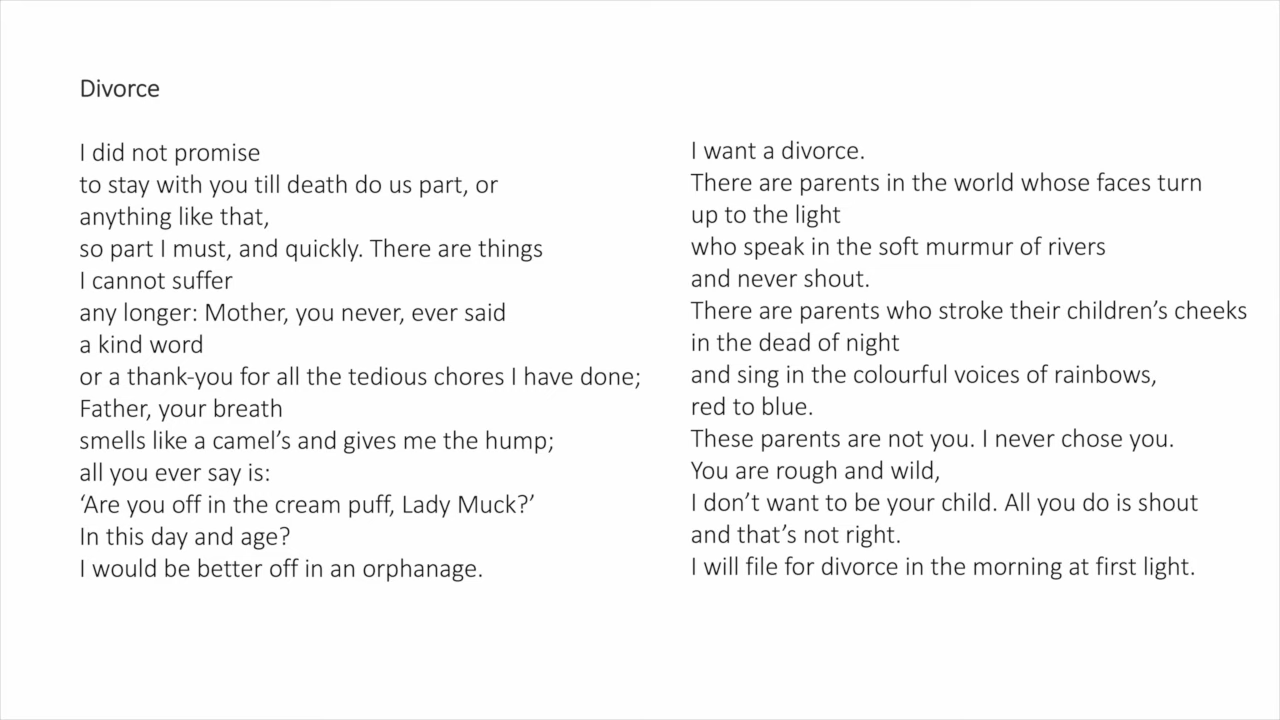 Divorce
I did not promise
to stay with you till death do us part, or
anything like that,
so part I must, and quickly. There are things
I cannot suffer
any longer: Mother, you never, ever said
a kind word
or a thank-you for all the tedious chores I have done;
Father, your breath
smells like a camel’s and gives me the hump;
all you ever say is:
‘Are you off in the cream puff, Lady Muck?’
In this day and age?
I would be better off in an orphanage.
I want a divorce.
There are parents in the world whose faces turn
up to the light
who speak in the soft murmur of rivers
and never shout.
There are parents who stroke their children’s cheeks
in the dead of night
and sing in the colourful voices of rainbows,
red to blue.
These parents are not you. I never chose you.
You are rough and wild,
I don’t want to be your child. All you do is shout
and that’s not right.
I will file for divorce in the morning at first light.